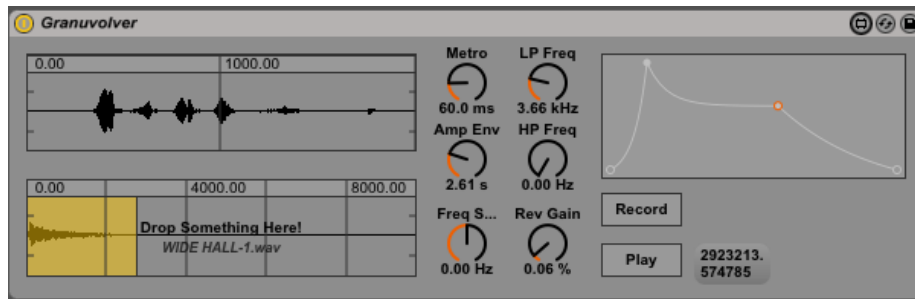 Granuvolver
0.00 1000.00
0.00 4000.00 8000.00
Drop Something Here!
WIDE HALL-1.wav
Metro LP Freq
60.0 ms 3.66 kHz
Amp Env HP Freq
2.61 s 0.00 Hz
Freq S... Rev Gain
0.00 Hz 0.06 %
Record
Play
2923213.
574785